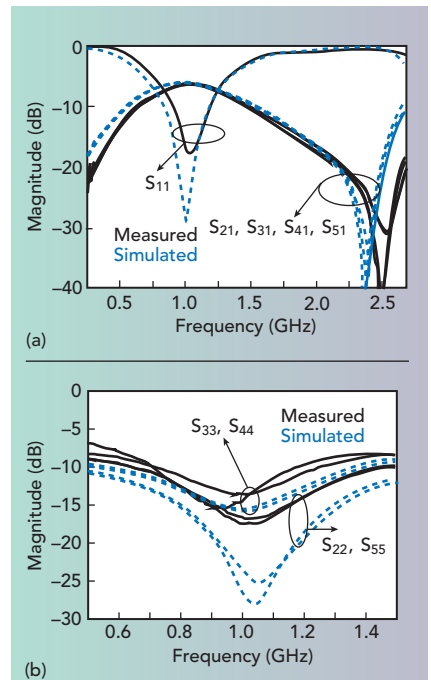 0
−10
−20
−30
−40
Magnitude (dB)
S11
Measured
Simulated
S21, S31, S41, S51
0.5 1.0 1.5 2.0 2.5
Frequency (GHz)
(a)
0
−5
−10
−15
−20
−25
−30
Magnitude (dB)
S33, S44
Measured
Simulated
S22, S55
0.6 0.8 1.0 1.2 1.4
Frequency (GHz)
(b)